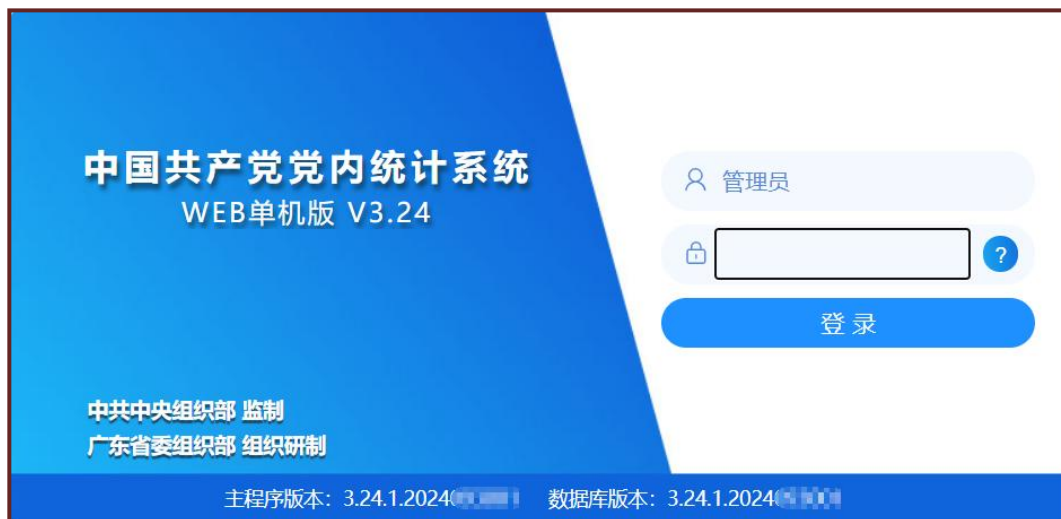 中国共产党党内统计系统
WEB单机版 V3.24
管理员
?
登录
中共中央组织部 监制
广东省委组织部 组织研制
主程序版本：3.24.1.2024 数据库版本：3.24.1.2024